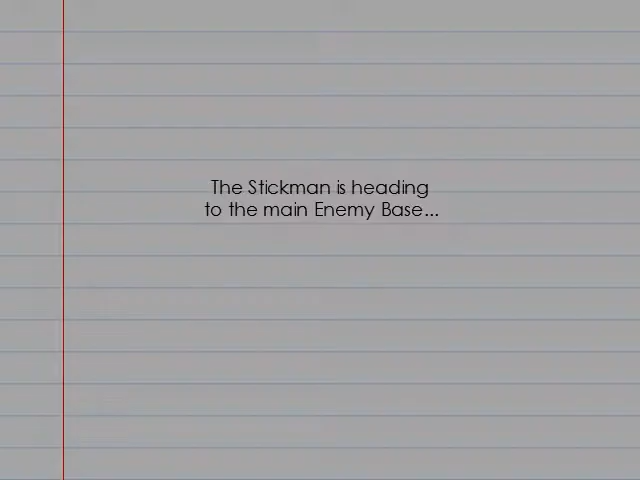 The Stickman is heading
to the main Enemy Base...